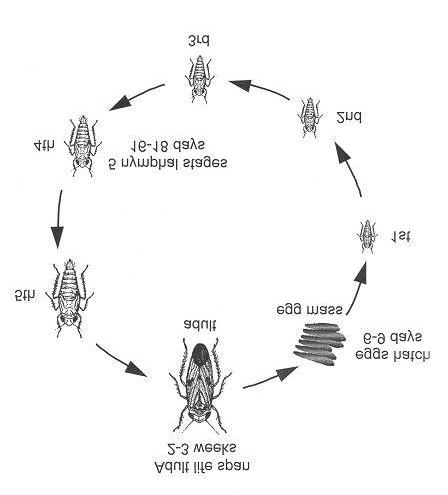 Adult life span
2-3 weeks
adult
eggs hatch
6-9 days
egg mass
1st
2nd
3rd
4th
5th
5 nymphal stages
16-18 days